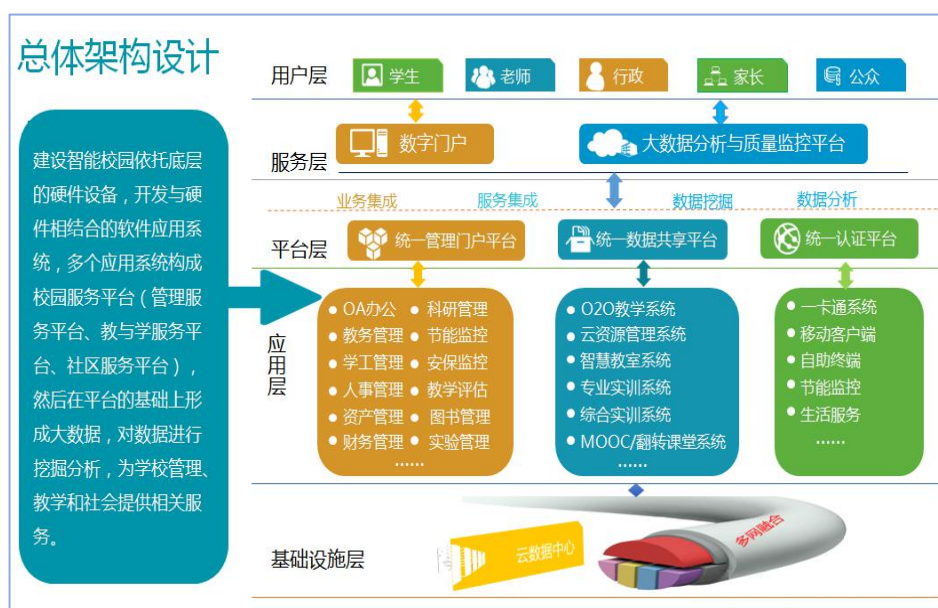 总体架构设计
建设智能校园依托底层
的硬件设备，开发与硬
件相结合的软件应用系
统，多个应用系统构成
校园服务平台（管理服
务平台、教与学服务平
台、社区服务平台），
然后在平台的基础上形
成大数据，对数据进行
挖掘分析，为学校管理、
教学和社会提供相关服
务。
用户层
学生
老师
行政
家长
公众
服务层
数字门户
大数据分析与质量监控平台
业务集成
服务集成
数据挖掘
数据分析
平台层
统一管理门户平台
统一数据共享平台
统一认证平台
应用层
OA办公
科研管理
教务管理
节能监控
学工管理
安保监控
人事管理
教学评估
资产管理
图书管理
财务管理
实验管理
......
O2O教学系统
云资源管理系统
智慧教室系统
专业实训系统
综合实训系统
MOOC/翻转课堂系统
......
一卡通系统
移动客户端
自助终端
节能监控
生活服务
......
基础设施层
云数据中心
多网融合